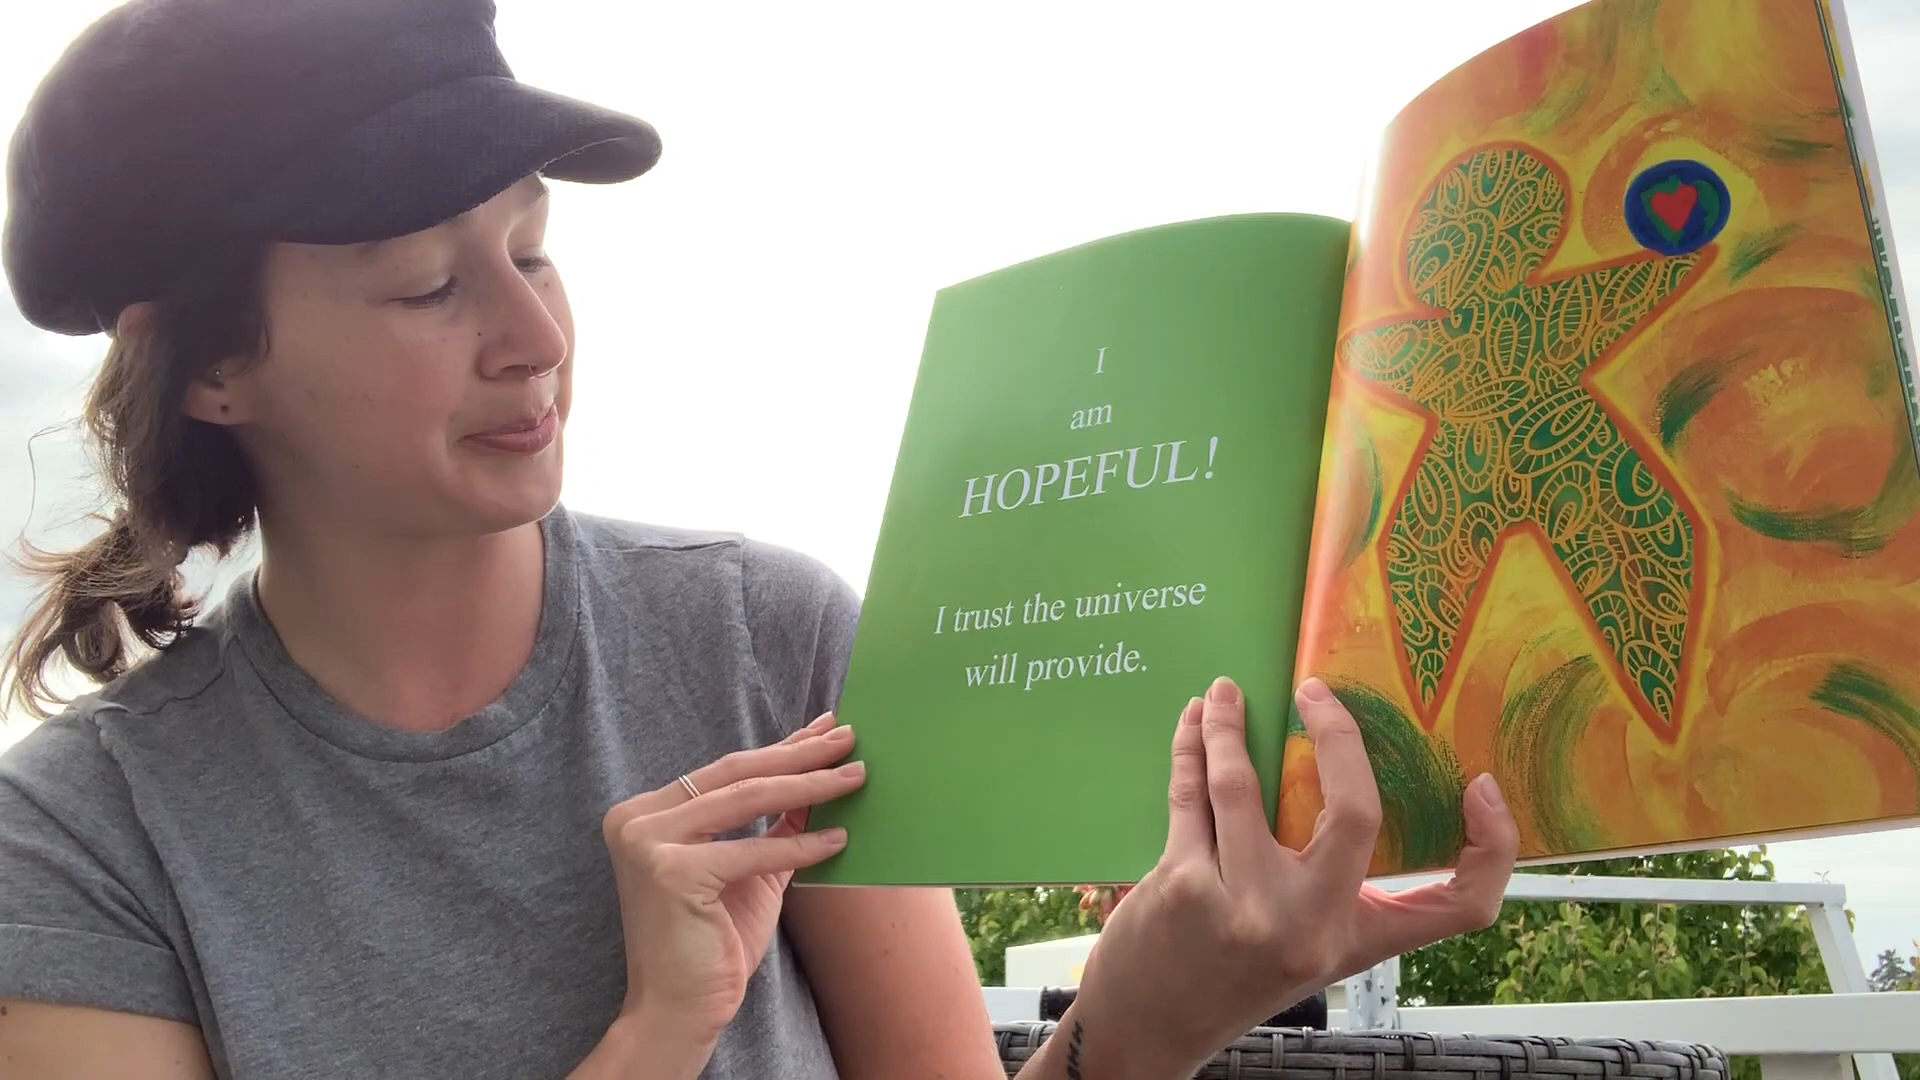 I
am
HOPEFUL!
I trust the universe
will provide.